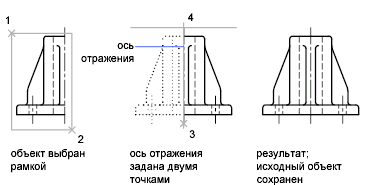 1
4
ось
отражения
2
3
объект выбран
рамкой
ось отражения
задана двумя
точками
результат;
исходный объект
сохранен